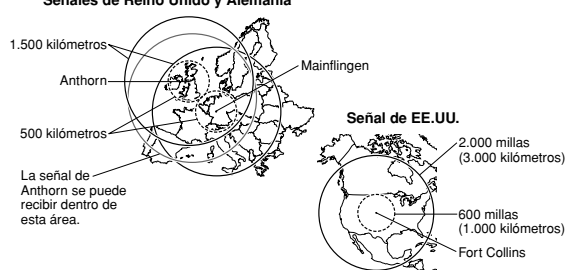 Señales de Reino Unido y Alemania
1.500 kilómetros
Anthorn
Mainflingen
500 kilómetros
La señal de
Anthorn se puede
recibir dentro de
esta área.
Señal de EE.UU.
2.000 millas
(3.000 kilómetros)
600 millas
(1.000 kilómetros)
Fort Collins